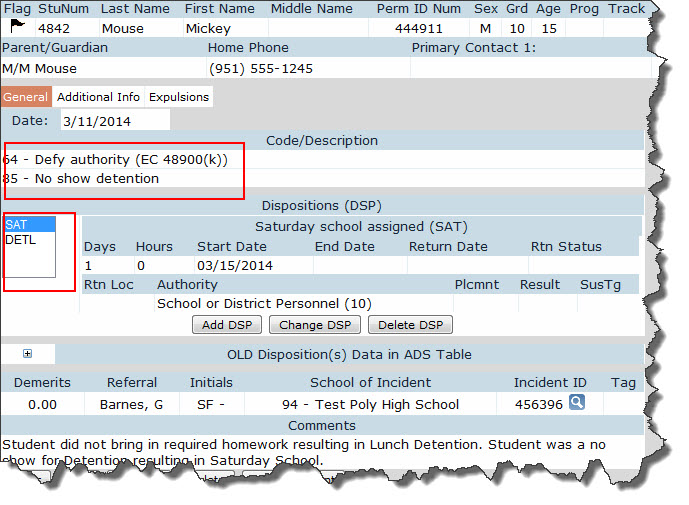 Flag StuNum Last Name First Name Middle Name Perm ID Num Sex Grd Age Prog Track
4842 Mouse Mickey 444911 M 10 15
Parent/Guardian Home Phone Primary Contact 1:
M/M Mouse (951) 555-1245
General Additional Info Expulsions
Date: 3/11/2014
Code/Description
64 - Defy authority (EC 48900(k))
85 - No show detention
Dispositions (DSP)
SAT
DETL
Saturday school assigned (SAT)
Days Hours Start Date End Date Return Date Rtn Status
1 0 03/15/2014
Rtn Loc Authority Plcmnt Result SusTg
School or District Personnel (10)
Add DSP Change DSP Delete DSP
OLD Disposition(s) Data in ADS Table
Demerits Referral Initials School of Incident Incident ID Tag
0.00 Barnes, G SF - 94 - Test Poly High School 456396
Comments
Student did not bring in required homework resulting in Lunch Detention. Student was a no
show for Detention resulting in Saturday School.